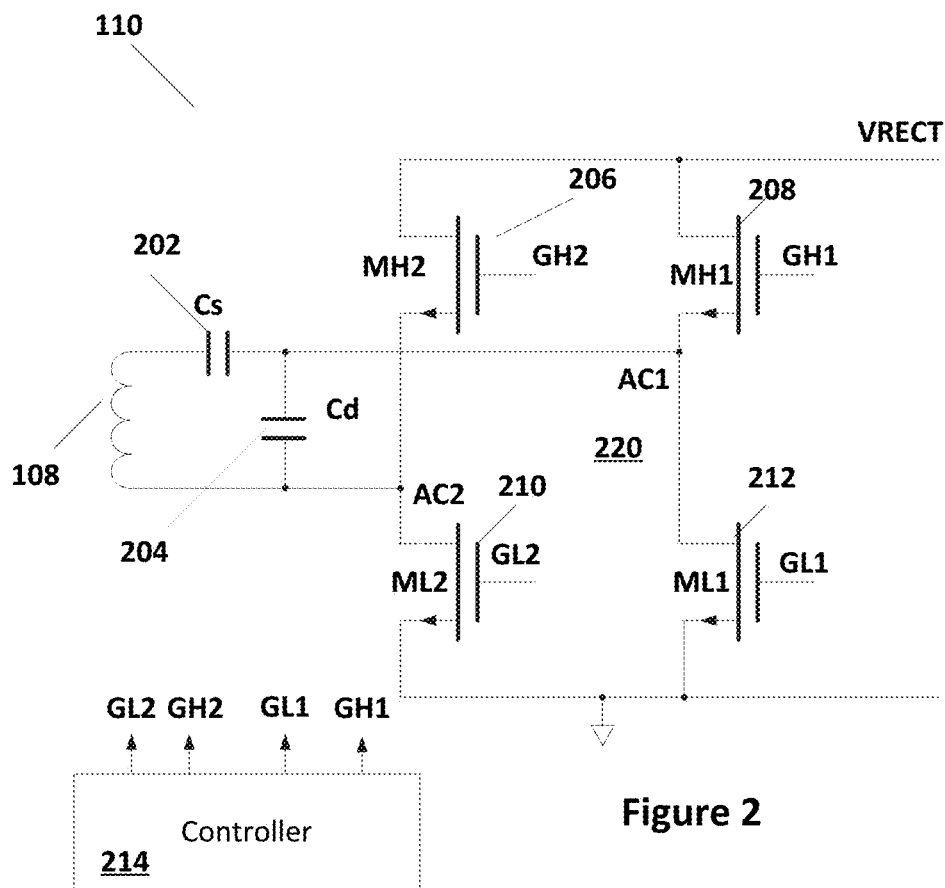 110
VRECT
206
208
202
MH2
GH2
MH1
GH1
Cs
AC1
Cd
220
108
AC2
210
212
204
GL2
GL1
ML2
ML1
GL2 GH2 GL1 GH1
Controller
214
Figure 2